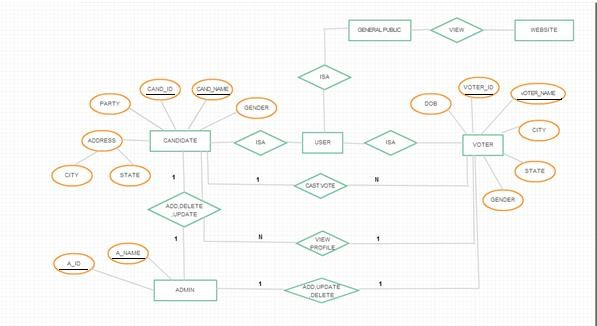 GENERAL PUBLIC
VIEW
WEBSITE
ISA
CAND_ID
CAND_NAME
PARTY
GENDER
ADDRESS
CANDIDATE
CITY
STATE
ISA
USER
ISA
DOB
VOTER_ID
VOTER_NAME
CITY
VOTER
STATE
GENDER
1
1
CAST VOTE
N
ADD,DELETE
,UPDATE
1
N
VIEW
PROFILE
1
A_NAME
A_ID
ADMIN
1
ADD,UPDATE
,DELETE
1